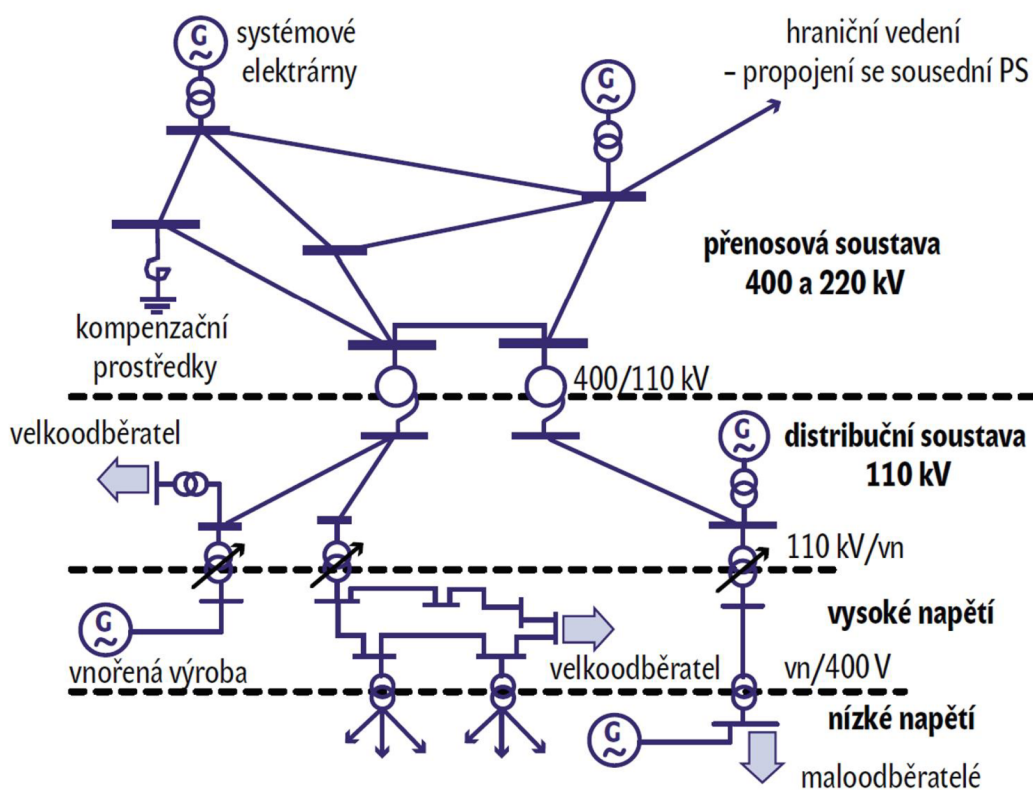 G
systémové
elektrárny
G
hraniční vedení
– propojení se sousední PS
přenosová soustava
400 a 220 kV
kompenzační
prostředky
400/110 kV
velkoodběratel
G
distribuční soustava
110 kV
110 kV/vn
vysoké napětí
G
vnořená výroba
velkoodběratel
vn/400 V
nízké napětí
G
maloodběratelé